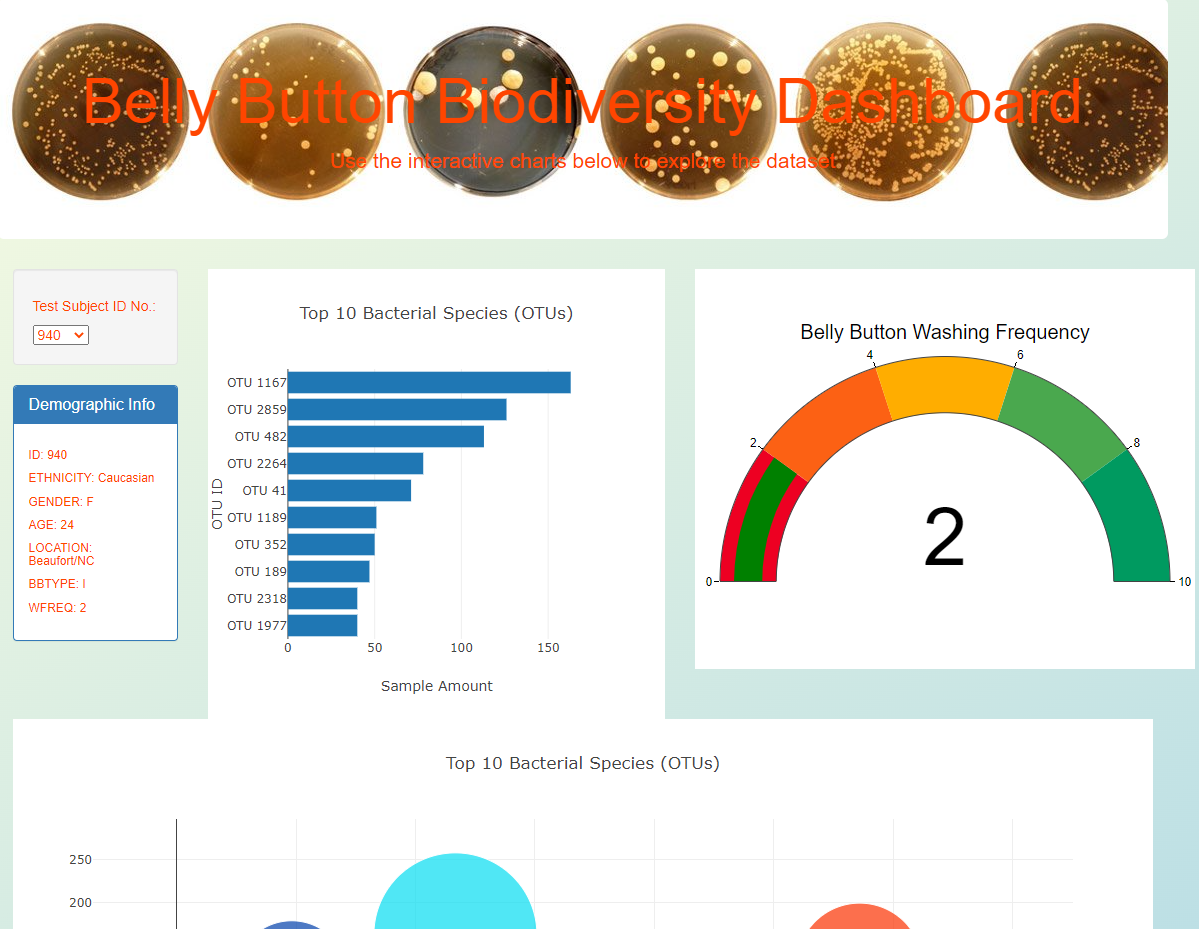 Belly Button Biodiversity Dashboard
Use the interactive charts below to explore the dataset.
Test Subject ID No.:
940
Demographic Info
ID: 940
ETHNICITY: Caucasian
GENDER: F
AGE: 24
LOCATION:
Beaufort/NC
BBTYPE: I
WFREQ: 2
Top 10 Bacterial Species (OTUs)
OTU ID
OTU 1167
OTU 2859
OTU 482
OTU 2264
OTU 41
OTU 1189
OTU 352
OTU 189
OTU 2318
OTU 1977
0 50 100 150
Sample Amount
Belly Button Washing Frequency
0 2 4 6 8 10
2
Top 10 Bacterial Species (OTUs)
250
200